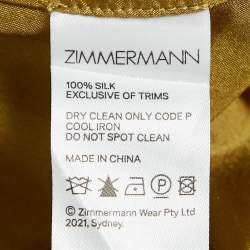 ZIMMERMANN
100% SILK
EXCLUSIVE OF TRIMS
DRY CLEAN ONLY CODE P
COOL IRON
DO NOT SPOT CLEAN
MADE IN CHINA
P
© Zimmermann Wear Pty Ltd
2021, Sydney.